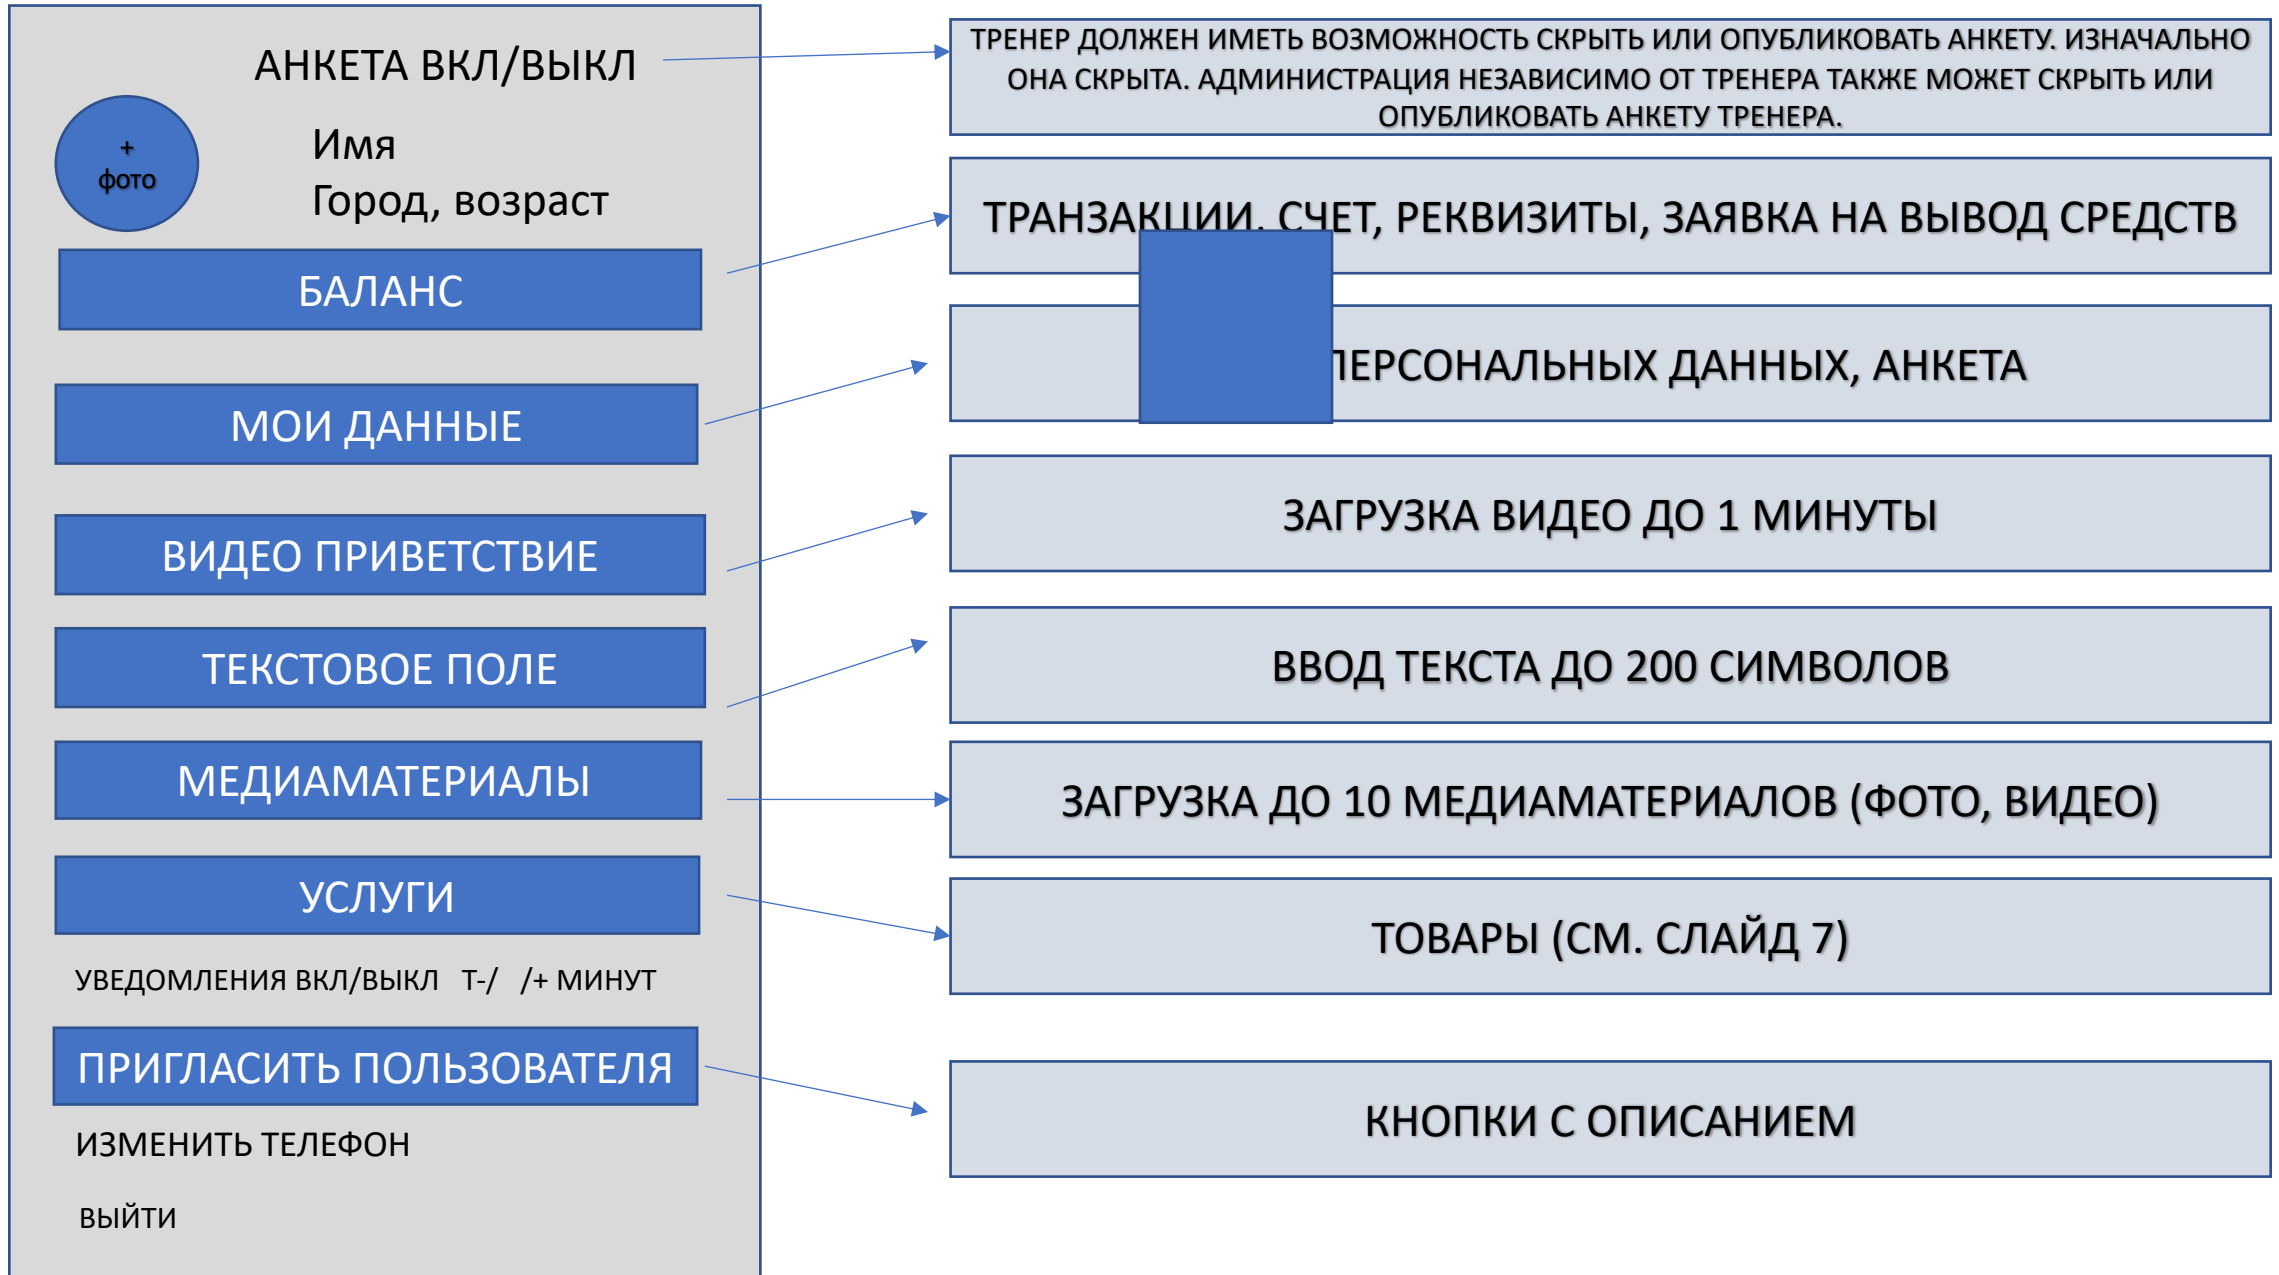 АНКЕТА ВКЛ/ВЫКЛ
+
фото
Имя
Город, возраст
БАЛАНС
МОИ ДАННЫЕ
ВИДЕО ПРИВЕТСТВИЕ
ТЕКСТОВОЕ ПОЛЕ
МЕДИАМАТЕРИАЛЫ
УСЛУГИ
УВЕДОМЛЕНИЯ ВКЛ/ВЫКЛ Т-/ /+ МИНУТ
ПРИГЛАСИТЬ ПОЛЬЗОВАТЕЛЯ
ИЗМЕНИТЬ ТЕЛЕФОН
ВЫЙТИ
ТРЕНЕР ДОЛЖЕН ИМЕТЬ ВОЗМОЖНОСТЬ СКРЫТЬ ИЛИ ОПУБЛИКОВАТЬ АНКЕТУ. ИЗНАЧАЛЬНО
ОНА СКРЫТА. АДМИНИСТРАЦИЯ НЕЗАВИСИМО ОТ ТРЕНЕРА ТАКЖЕ МОЖЕТ СКРЫТЬ ИЛИ
ОПУБЛИКОВАТЬ АНКЕТУ ТРЕНЕРА.
ТРАНЗАКЦИИ, СЧЕТ, РЕКВИЗИТЫ, ЗАЯВКА НА ВЫВОД СРЕДСТВ
ПЕРСОНАЛЬНЫХ ДАННЫХ, АНКЕТА
ЗАГРУЗКА ВИДЕО ДО 1 МИНУТЫ
ВВОД ТЕКСТА ДО 200 СИМВОЛОВ
ЗАГРУЗКА ДО 10 МЕДИАМАТЕРИАЛОВ (ФОТО, ВИДЕО)
ТОВАРЫ (СМ. СЛАЙД 7)
КНОПКИ С ОПИСАНИЕМ